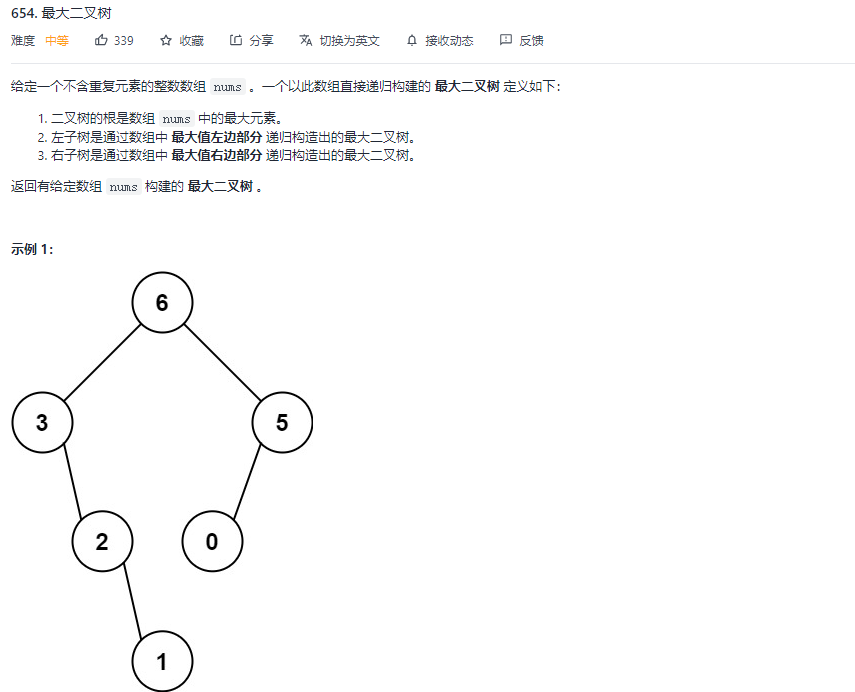 654. 最大二叉树
难度 中等 339 收藏 分享 切换为英文 接收动态 反馈
给定一个不含重复元素的整数数组 nums 。一个以此数组直接递归构建的 最大二叉树 定义如下：
1. 二叉树的根是数组 nums 中的最大元素。
2. 左子树是通过数组中 最大值左边部分 递归构造出的最大二叉树。
3. 右子树是通过数组中 最大值右边部分 递归构造出的最大二叉树。
返回有给定数组 nums 构建的 最大二叉树 。
示例 1：
6
3 5
2 0
1